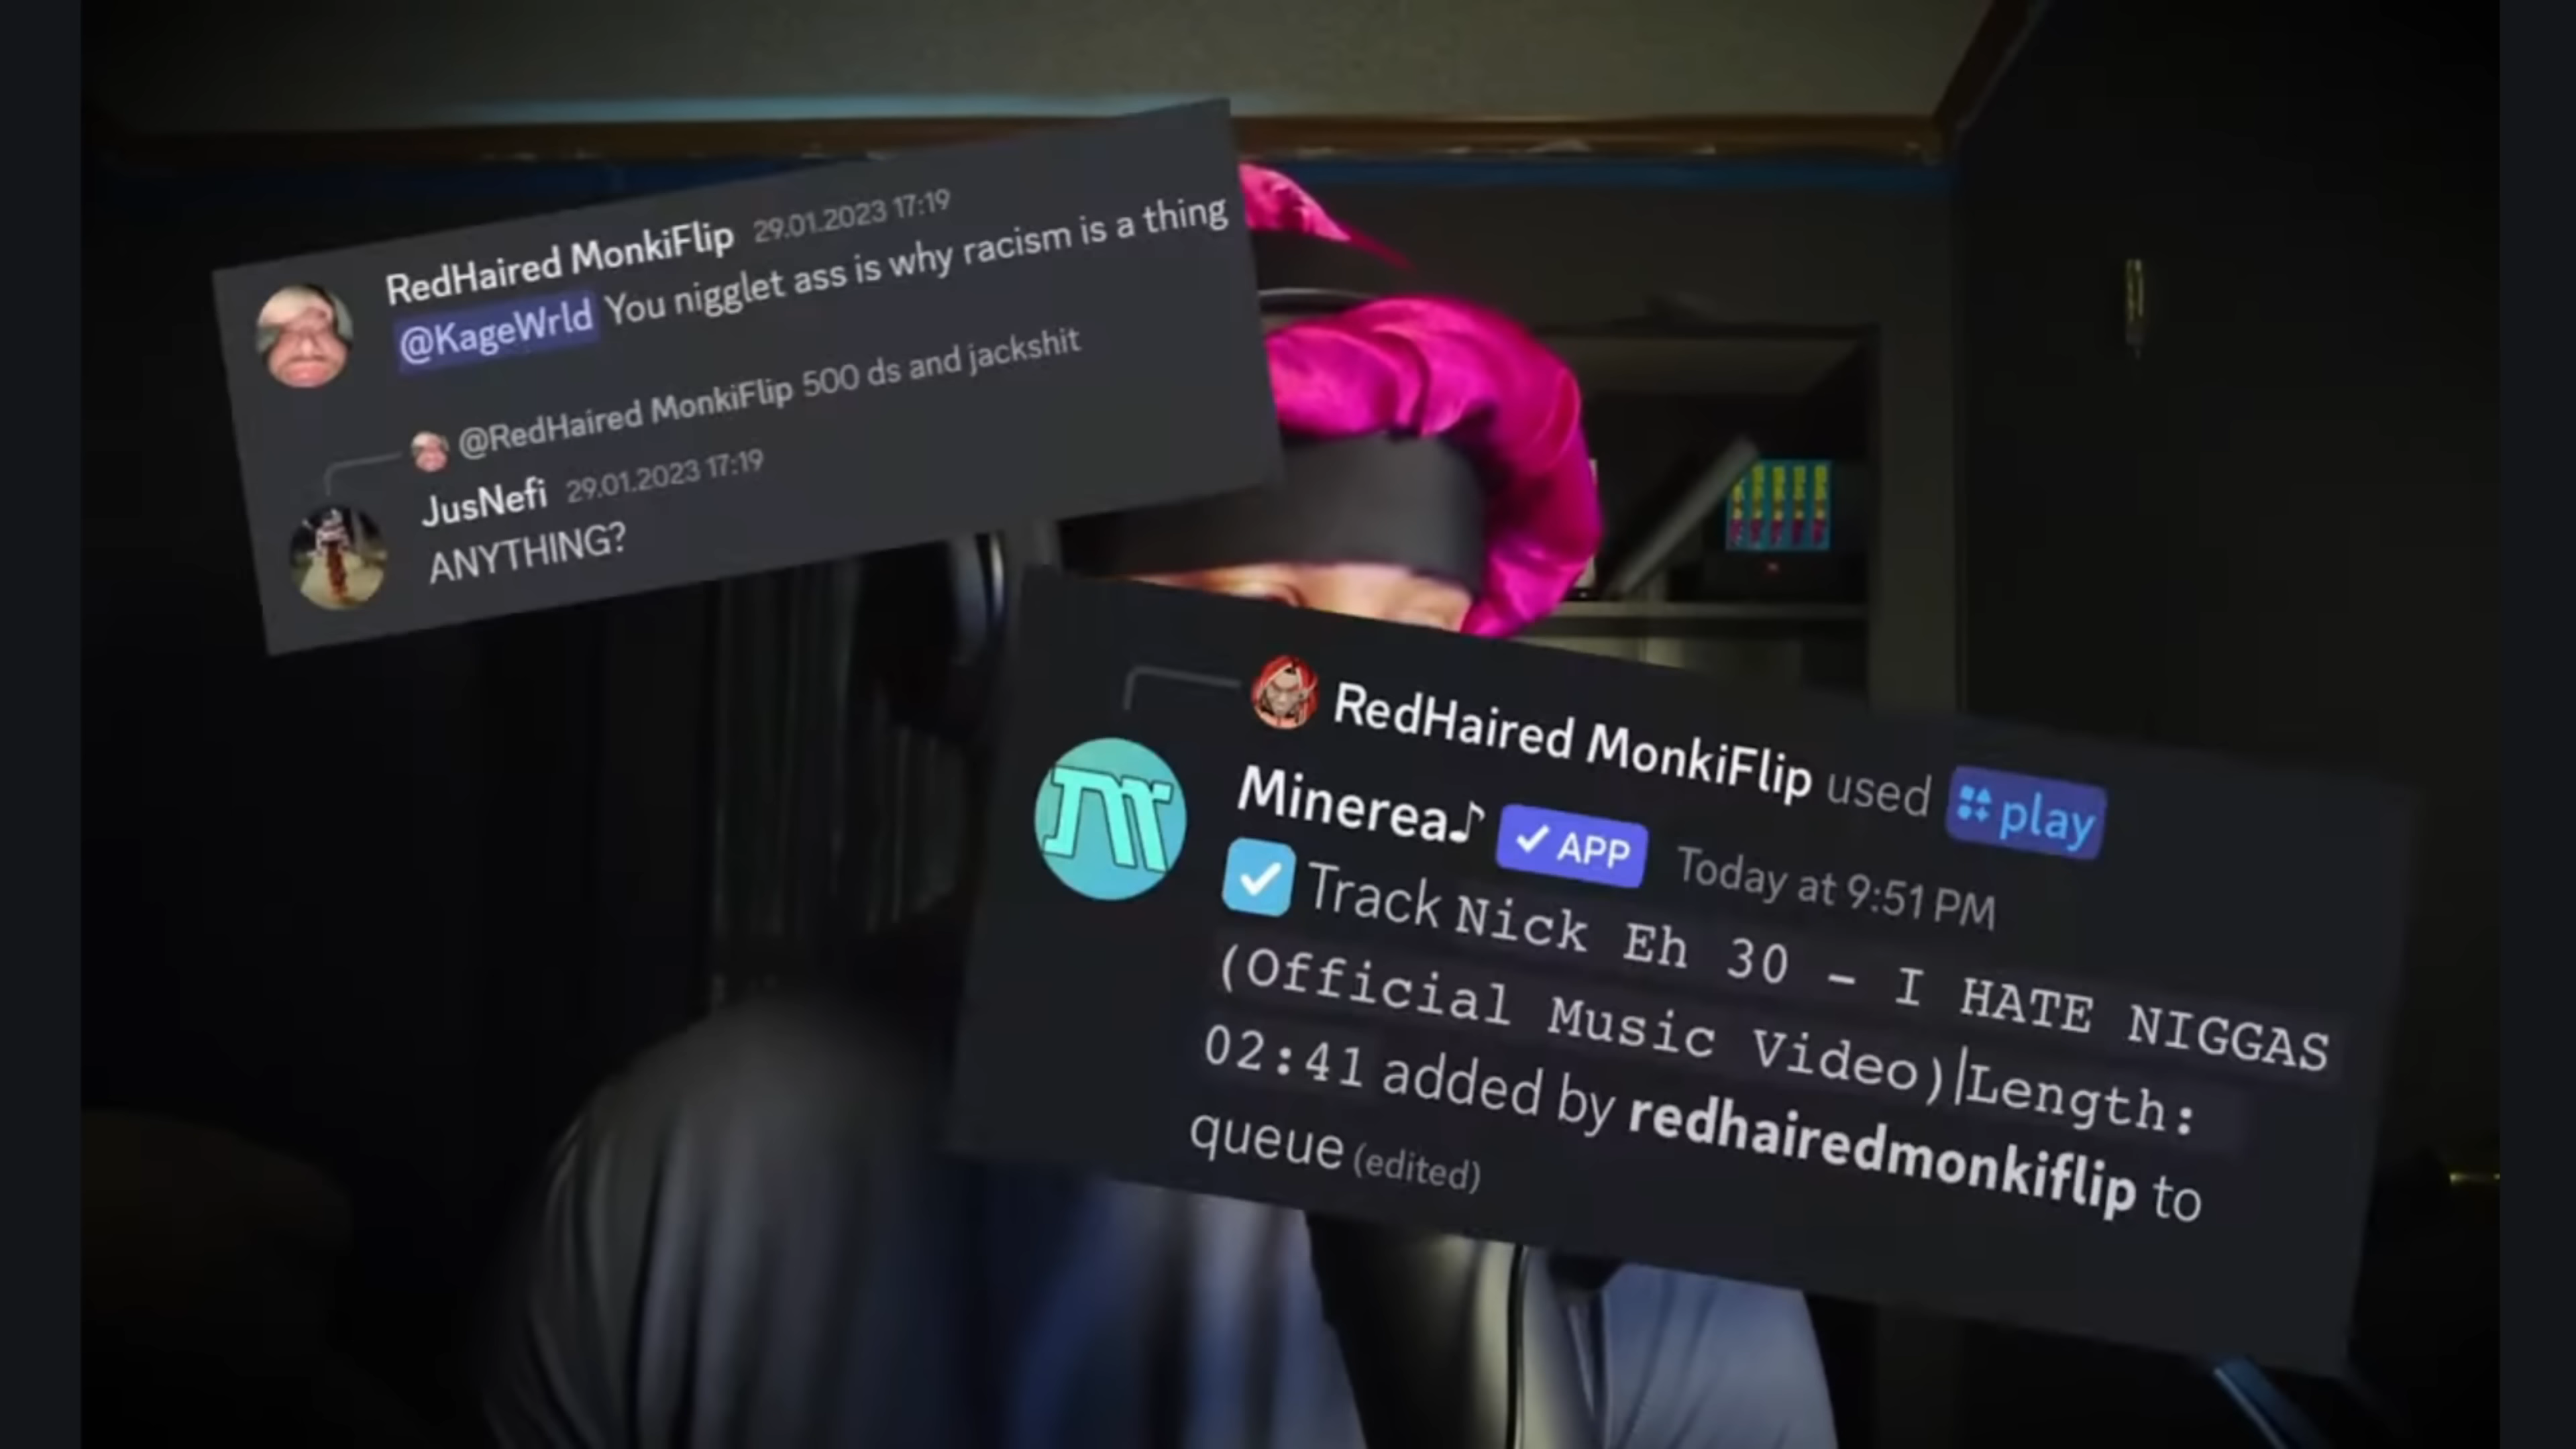 RedHaired MonkiFlip 29.01.2023 17:19
@KageWrld You nigglet ass is why racism is a thing
@RedHaired MonkiFlip 500 ds and jackshit
JusNefi 29.01.2023 17:19
ANYTHING?
RedHaired MonkiFlip used play
Minerea♪ ✓ APP Today at 9:51 PM
Track Nick Eh 30 - I HATE NIGGAS
(Official Music Video)|Length:
02:41 added by redhairedmonkiflip to
queue (edited)